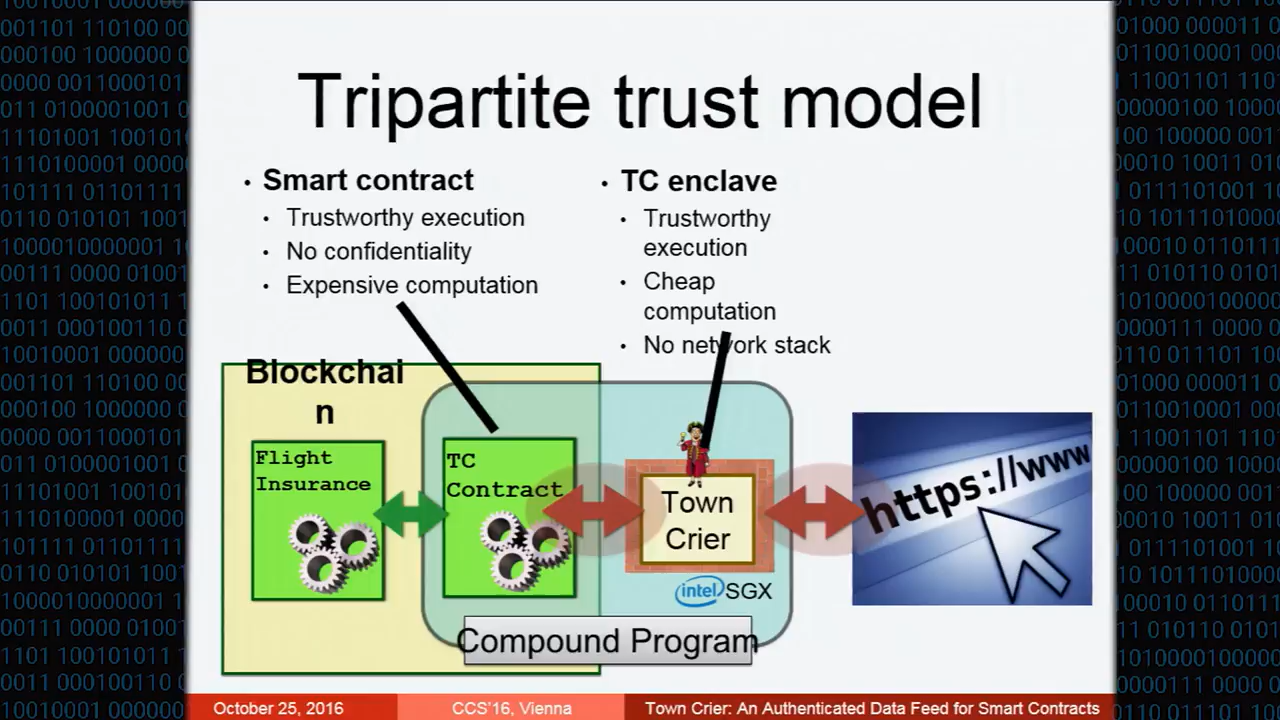 Tripartite trust model
• Smart contract
• Trustworthy execution
• No confidentiality
• Expensive computation
• TC enclave
• Trustworthy
execution
• Cheap
computation
• No network stack
Blockchai
n
Flight
Insurance
TC
Contract
Town
Crier
intel SGX
https://www
Compound Program
October 25, 2016
CCS'16, Vienna
Town Crier: An Authenticated Data Feed for Smart Contracts